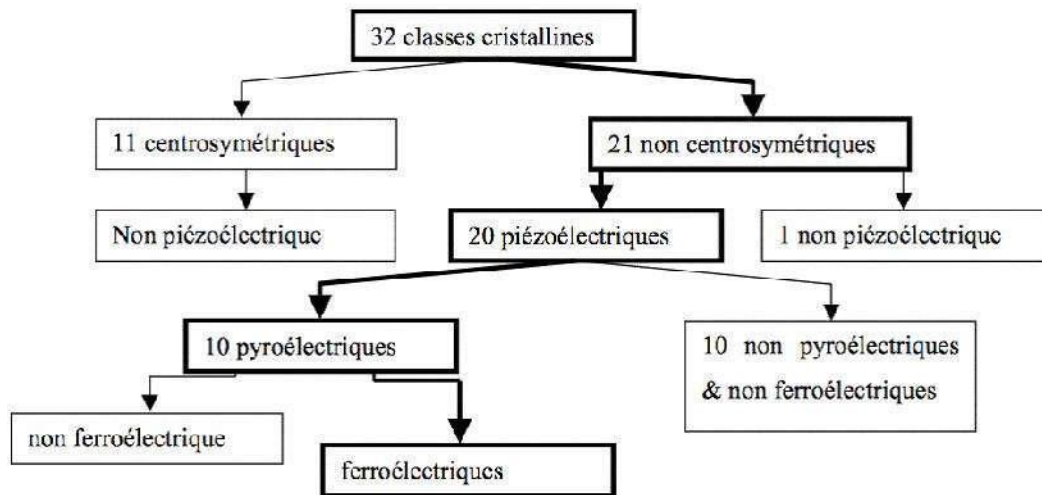 32 classes cristallines
11 centrosymétriques
21 non centrosymétriques
Non piézoélectrique
20 piézoélectriques
1 non piézoélectrique
10 pyroélectriques
10 non pyroélectriques
& non ferroélectriques
non ferroélectrique
ferroélectriques